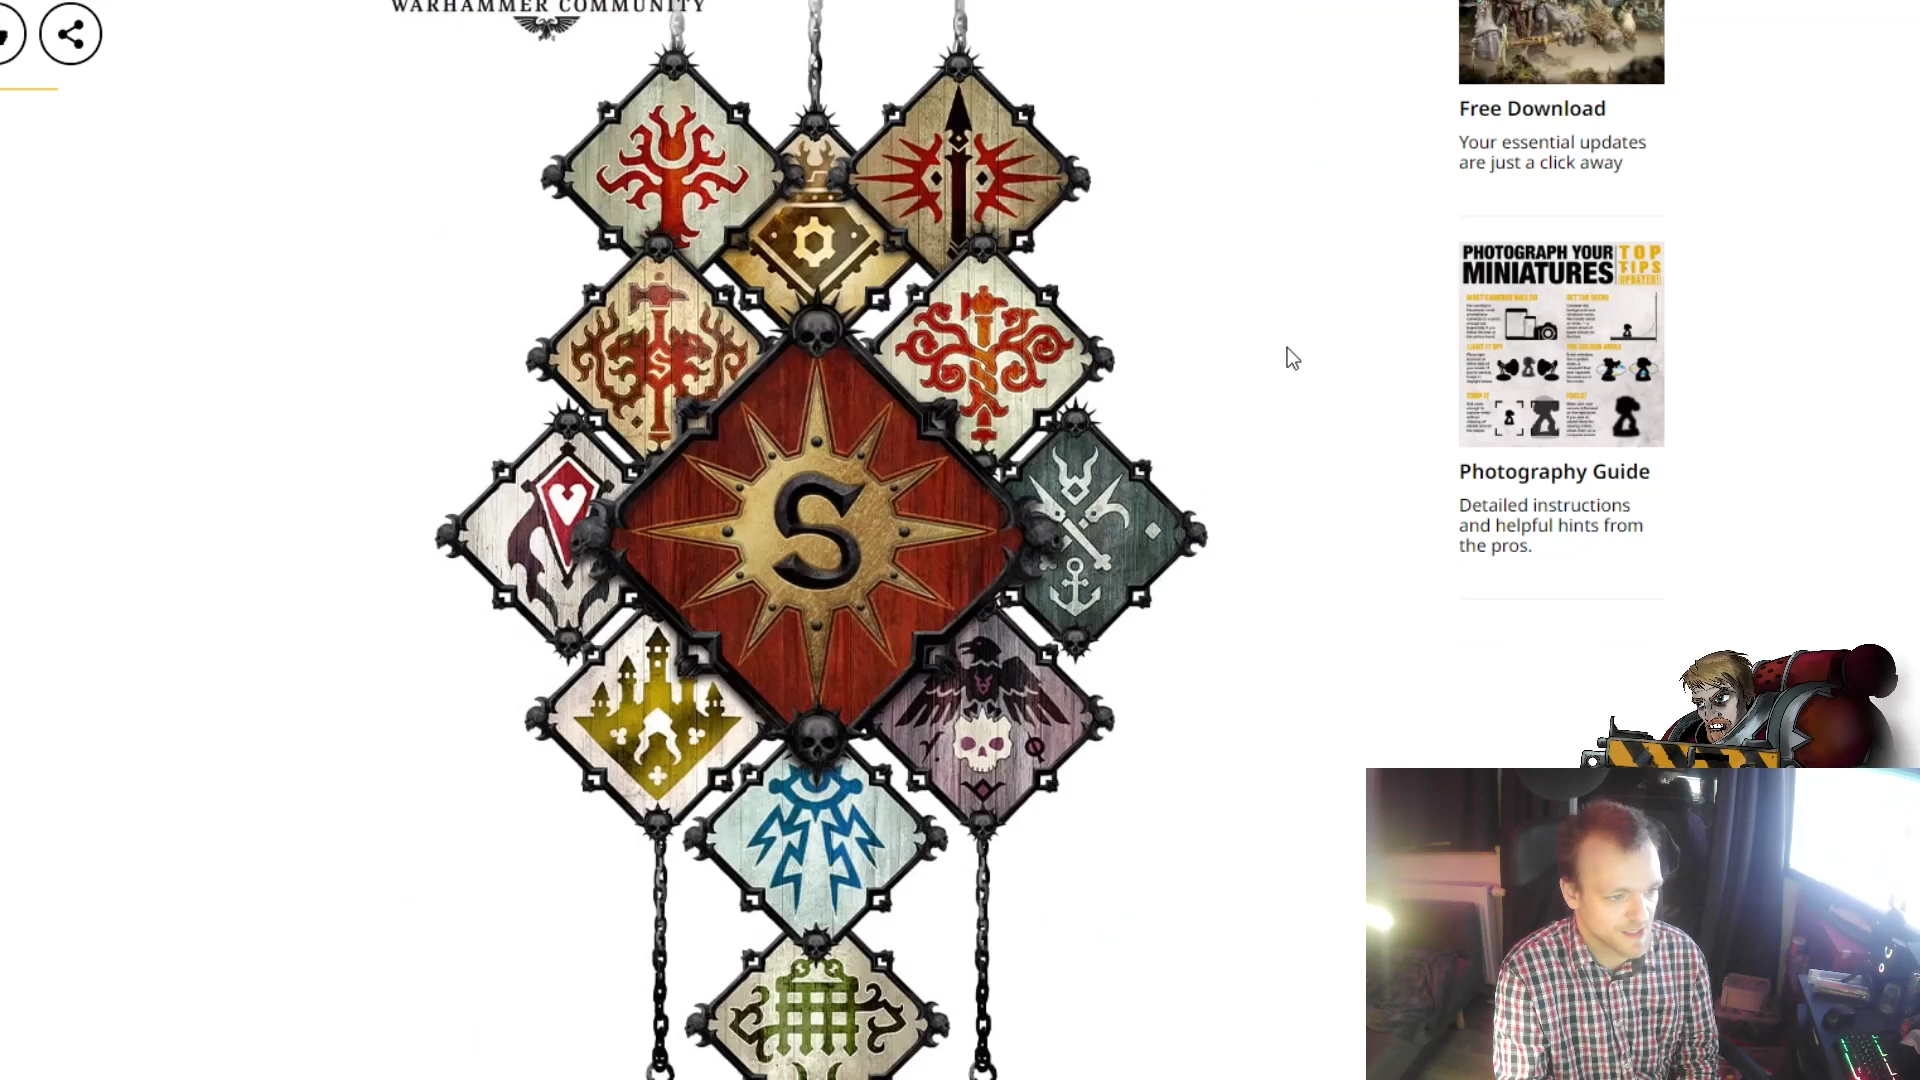 WARHAMMER COMMUNITY
S
S
Free Download
Your essential updates
are just a click away
PHOTOGRAPH YOUR
MINIATURES
TOP
TIPS
UPDATED!
Photography Guide
Detailed instructions
and helpful hints from
the pros.